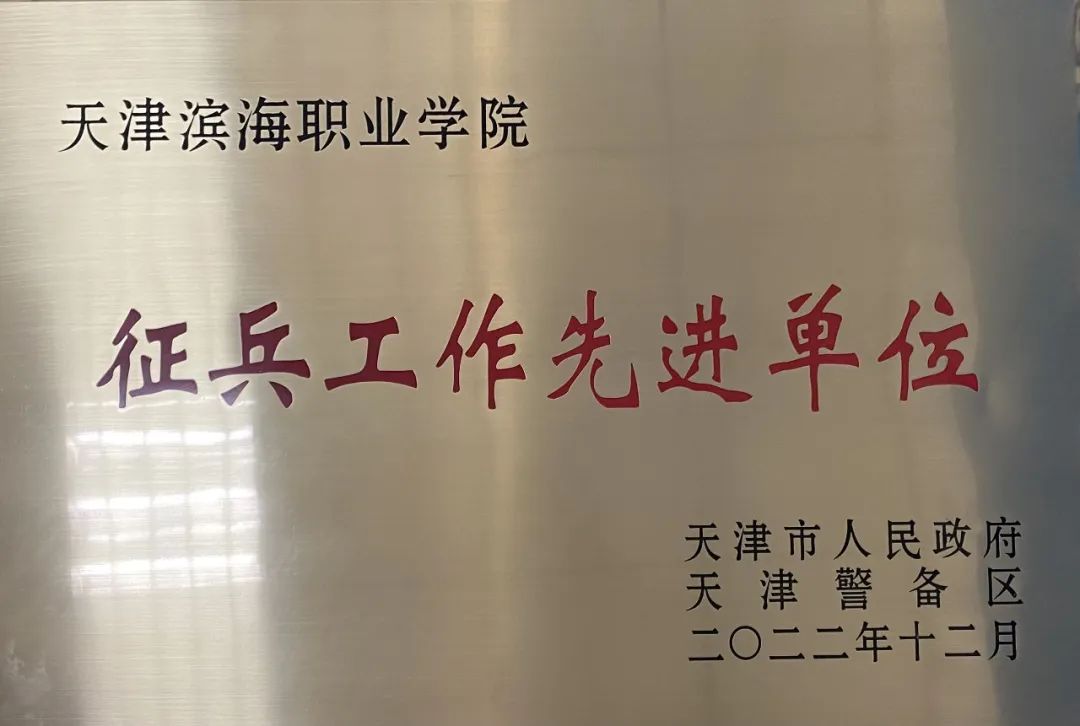 天津滨海职业学院
征兵工作先进单位
天津市人民政府
天津警备区
二〇二二年十二月